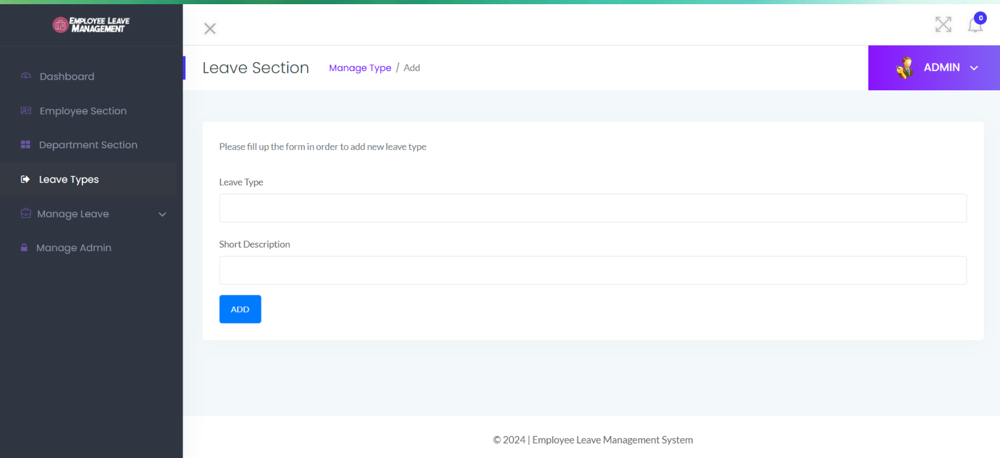 EMPLOYEE LEAVE
MANAGEMENT
0
Leave Section
Manage Type / Add
ADMIN
Dashboard
Employee Section
Department Section
Leave Types
Manage Leave
Manage Admin
Please fill up the form in order to add new leave type
Leave Type
Short Description
ADD
© 2024 | Employee Leave Management System